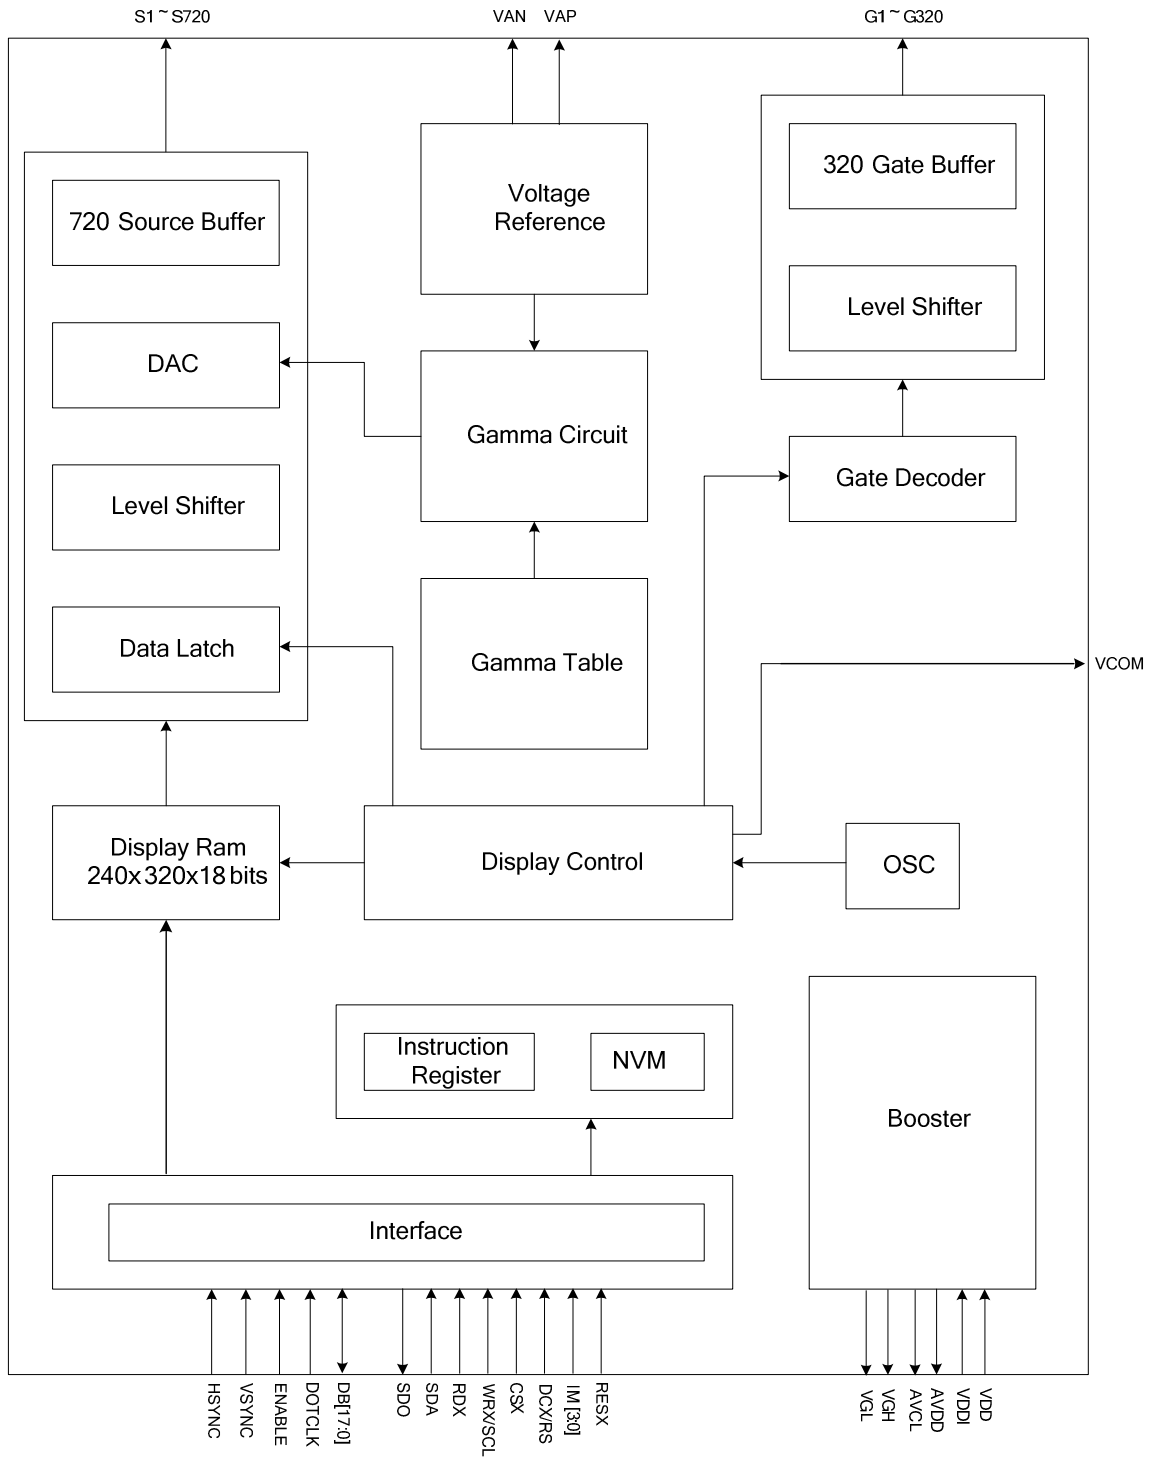 S1~S720
VAN
VAP
G1~G320
720 Source Buffer
DAC
Level Shifter
Data Latch
Voltage
Reference
Gamma Circuit
Gamma Table
320 Gate Buffer
Level Shifter
Gate Decoder
VCOM
Display Ram
240x320x18 bits
Display Control
OSC
Instruction
Register
NVM
Booster
Interface
HSYNC
VSYNC
ENABLE
DOTCLK
DB[17:0]
SDO
SDA
RDX
WRX/SCL
CSX
DCX/RS
IM [3:0]
RESX
VGL
VGH
AVCL
AVDD
VDDI
VDD